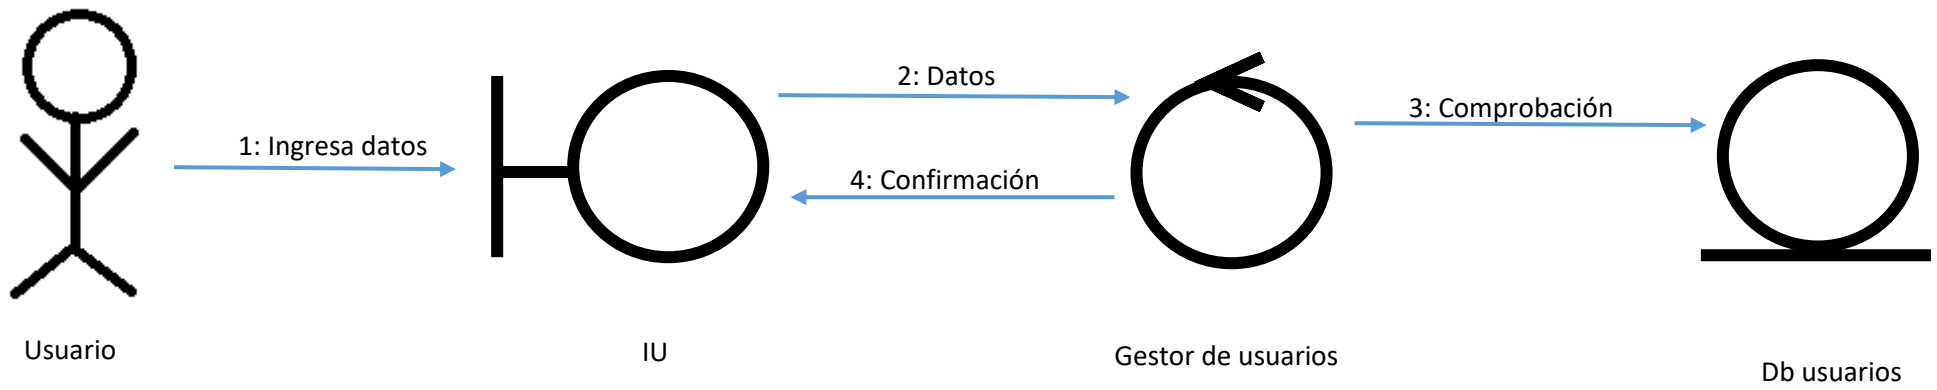 1: Ingresa datos
2: Datos
3: Comprobación
4: Confirmación
Usuario
IU
Gestor de usuarios
Db usuarios